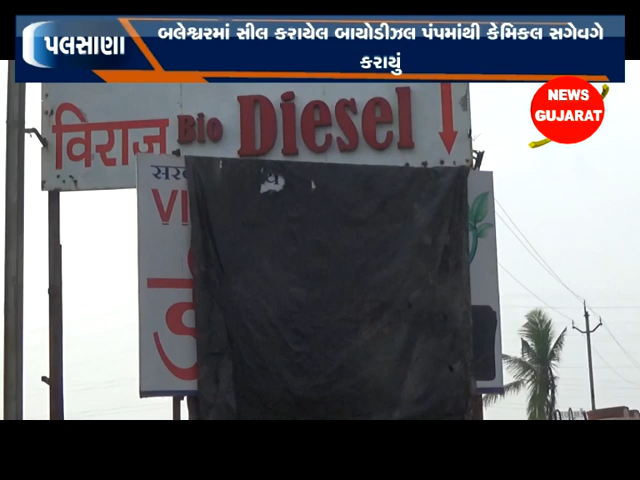 પલસાણા
બલેશ્વરમાં સીલ કરાયેલ બાયોડીઝલ પંપમાંથી કેમિકલ સગેવગે
કરાયું
NEWS
GUJARAT
विराज Bio Diesel
VI